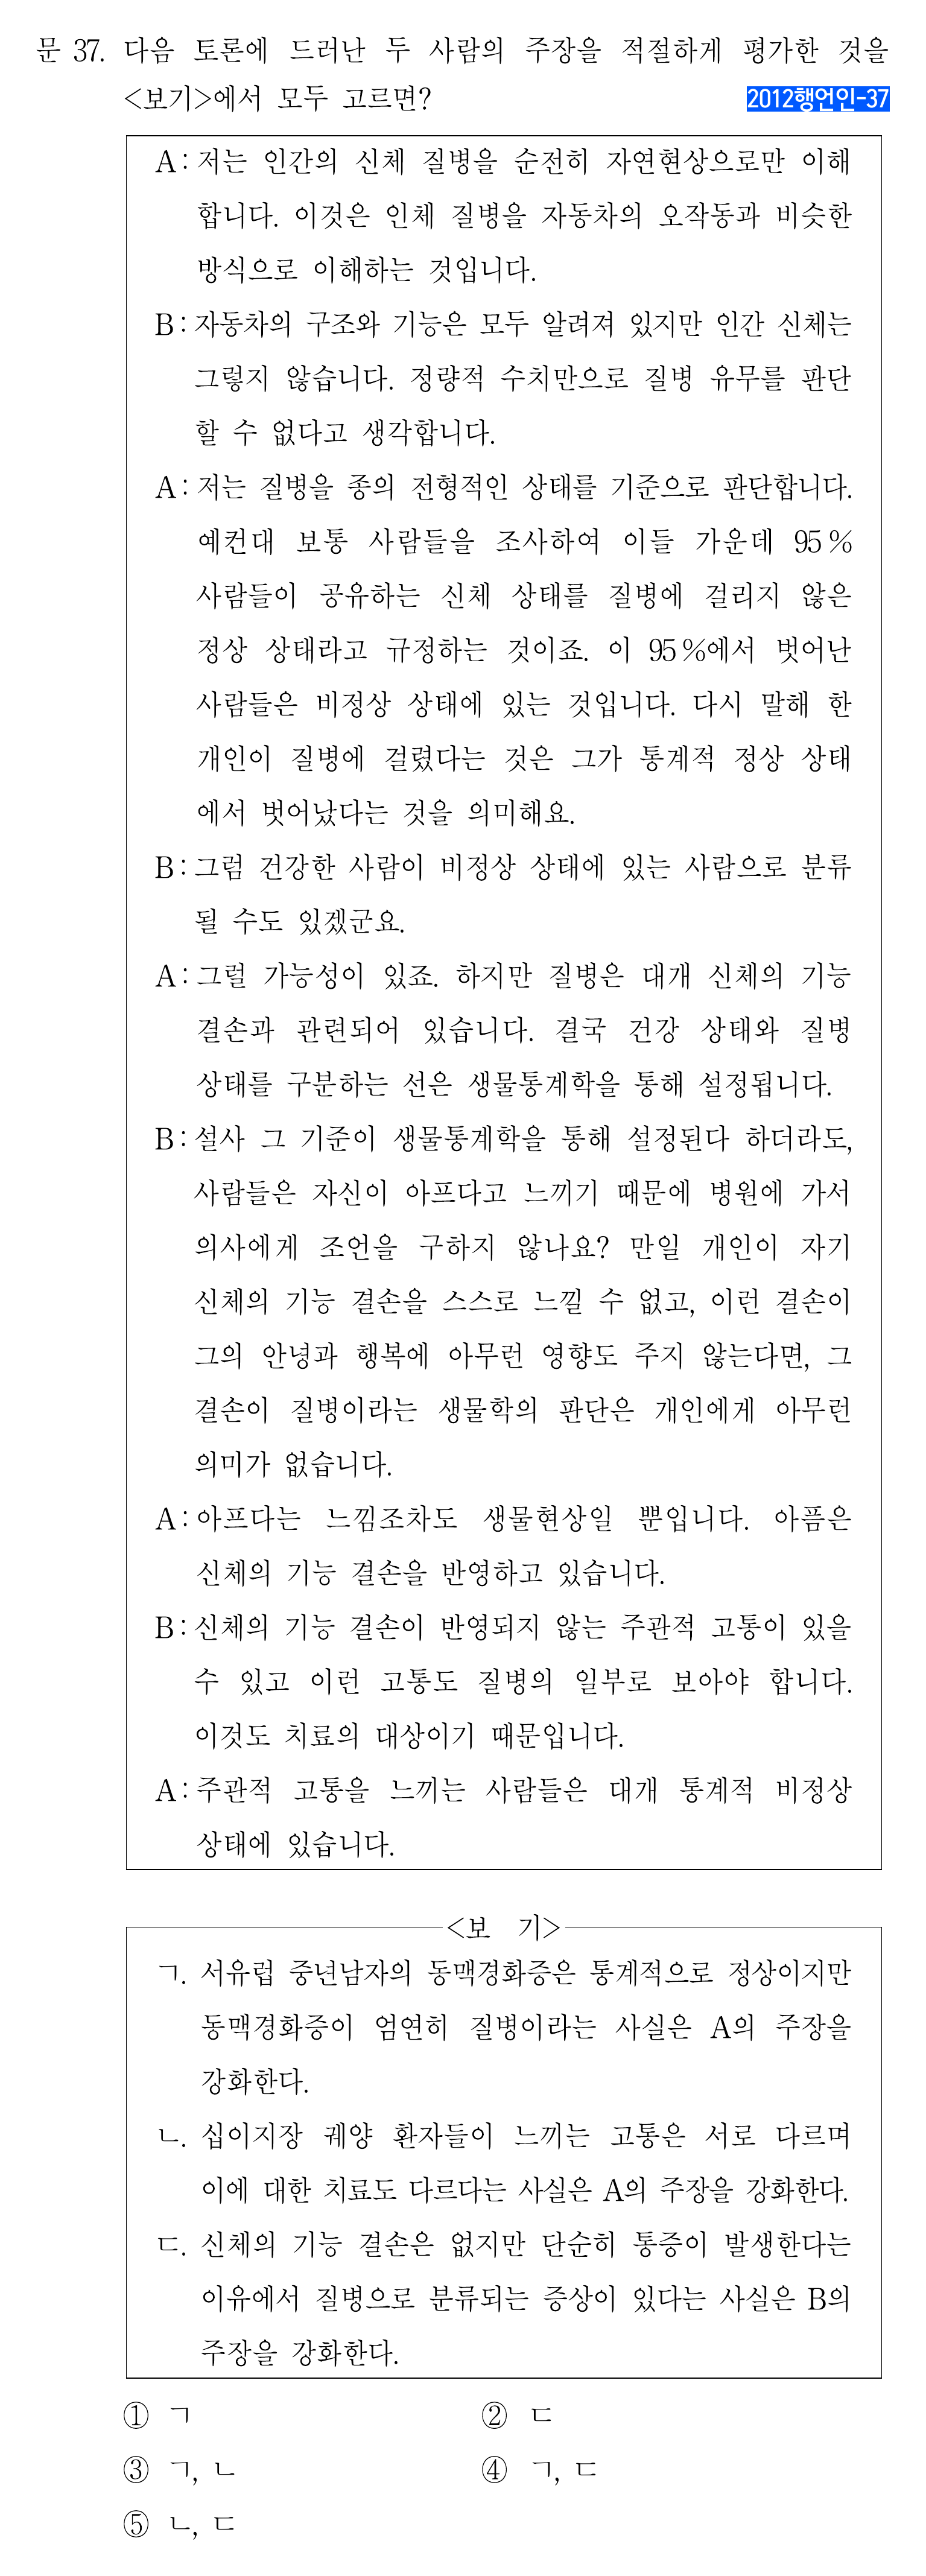 문 37. 다음 토론에 드러난 두 사람의 주장을 적절하게 평가한 것을
<보기>에서 모두 고르면?
2012행언인-37
A : 저는 인간의 신체 질병을 순전히 자연현상으로만 이해
합니다. 이것은 인체 질병을 자동차의 오작동과 비슷한
방식으로 이해하는 것입니다.
B : 자동차의 구조와 기능은 모두 알려져 있지만 인간 신체는
그렇지 않습니다. 정량적 수치만으로 질병 유무를 판단
할 수 없다고 생각합니다.
A : 저는 질병을 종의 전형적인 상태를 기준으로 판단합니다.
예컨대 보통 사람들을 조사하여 이들 가운데 95 %
사람들이 공유하는 신체 상태를 질병에 걸리지 않은
정상 상태라고 규정하는 것이죠. 이 95 %에서 벗어난
사람들은 비정상 상태에 있는 것입니다. 다시 말해 한
개인이 질병에 걸렸다는 것은 그가 통계적 정상 상태
에서 벗어났다는 것을 의미해요.
B : 그럼 건강한 사람이 비정상 상태에 있는 사람으로 분류
될 수도 있겠군요.
A : 그럴 가능성이 있죠. 하지만 질병은 대개 신체의 기능
결손과 관련되어 있습니다. 결국 건강 상태와 질병
상태를 구분하는 선은 생물통계학을 통해 설정됩니다.
B : 설사 그 기준이 생물통계학을 통해 설정된다 하더라도,
사람들은 자신이 아프다고 느끼기 때문에 병원에 가서
의사에게 조언을 구하지 않나요? 만일 개인이 자기
신체의 기능 결손을 스스로 느낄 수 없고, 이런 결손이
그의 안녕과 행복에 아무런 영향도 주지 않는다면, 그
결손이 질병이라는 생물학의 판단은 개인에게 아무런
의미가 없습니다.
A : 아프다는 느낌조차도 생물현상일 뿐입니다. 아픔은
신체의 기능 결손을 반영하고 있습니다.
B : 신체의 기능 결손이 반영되지 않는 주관적 고통이 있을
수 있고 이런 고통도 질병의 일부로 보아야 합니다.
이것도 치료의 대상이기 때문입니다.
A : 주관적 고통을 느끼는 사람들은 대개 통계적 비정상
상태에 있습니다.
<보 기>
ㄱ. 서유럽 중년남자의 동맥경화증은 통계적으로 정상이지만
동맥경화증이 엄연히 질병이라는 사실은 A의 주장을
강화한다.
ㄴ. 십이지장 궤양 환자들이 느끼는 고통은 서로 다르며
이에 대한 치료도 다르다는 사실은 A의 주장을 강화한다.
ㄷ. 신체의 기능 결손은 없지만 단순히 통증이 발생한다는
이유에서 질병으로 분류되는 증상이 있다는 사실은 B의
주장을 강화한다.
① ㄱ ② ㄷ
③ ㄱ, ㄴ ④ ㄱ, ㄷ
⑤ ㄴ, ㄷ